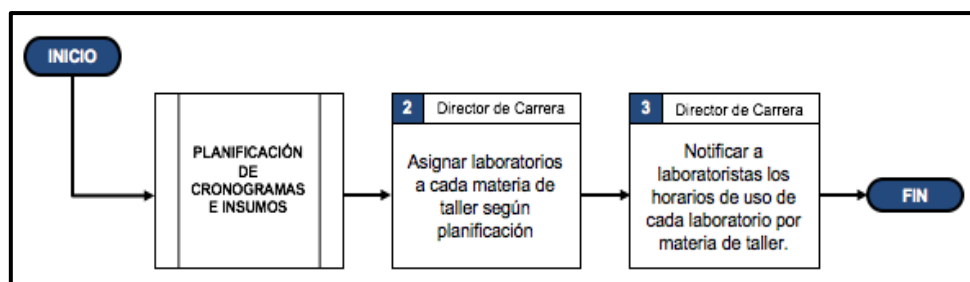 INICIO
PLANIFICACIÓN
DE
CRONOGRAMAS
E INSUMOS
2 Director de Carrera
Asignar laboratorios
a cada materia de
taller según
planificación
3 Director de Carrera
Notificar a
laboratoristas los
horarios de uso de
cada laboratorio por
materia de taller.
FIN